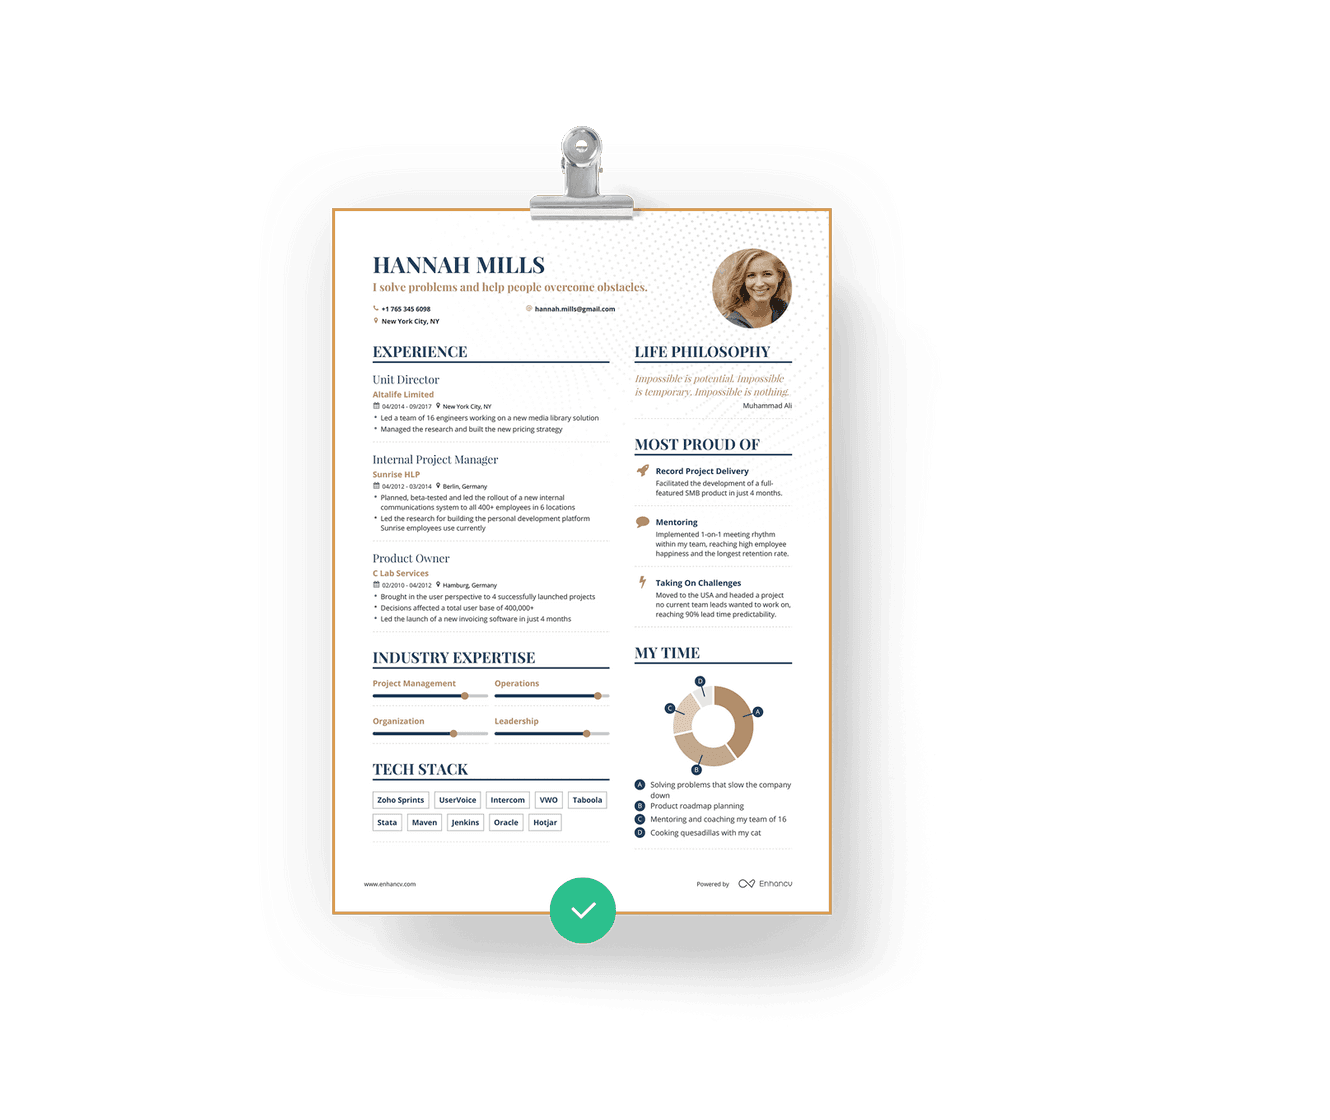 HANNAH MILLS
I solve problems and help people overcome obstacles.
+1 765 345 6098
hannah.mills@gmail.com
New York City, NY
EXPERIENCE
Unit Director
Altalife Limited
04/2014 - 09/2017 New York City, NY
• Led a team of 16 engineers working on a new media library solution
• Managed the research and built the new pricing strategy
Internal Project Manager
Sunrise HLP
04/2012 - 03/2014 Berlin, Germany
• Planned, beta-tested and led the rollout of a new internal
communications system to all 400+ employees in 6 locations
• Led the research for building the personal development platform
Sunrise employees use currently
Product Owner
C Lab Services
02/2010 - 04/2012 Hamburg, Germany
• Brought in the user perspective to 4 successfully launched projects
• Decisions affected a total user base of 400,000+
• Led the launch of a new invoicing software in just 4 months
INDUSTRY EXPERTISE
Project Management
Operations
Organization
Leadership
TECH STACK
Zoho Sprints UserVoice Intercom VWO Taboola
Stata Maven Jenkins Oracle Hotjar
LIFE PHILOSOPHY
Impossible is potential. Impossible
is temporary. Impossible is nothing.
Muhammad Ali
MOST PROUD OF
Record Project Delivery
Facilitated the development of a full-
featured SMB product in just 4 months.
Mentoring
Implemented 1-on-1 meeting rhythm
within my team, reaching high employee
happiness and the longest retention rate.
Taking On Challenges
Moved to the USA and headed a project
no current team leads wanted to work on,
reaching 90% lead time predictability.
MY TIME
D
C
A
B
A Solving problems that slow the company
down
B Product roadmap planning
C Mentoring and coaching my team of 16
D Cooking quesadillas with my cat
www.enhancv.com
Powered by Enhancv